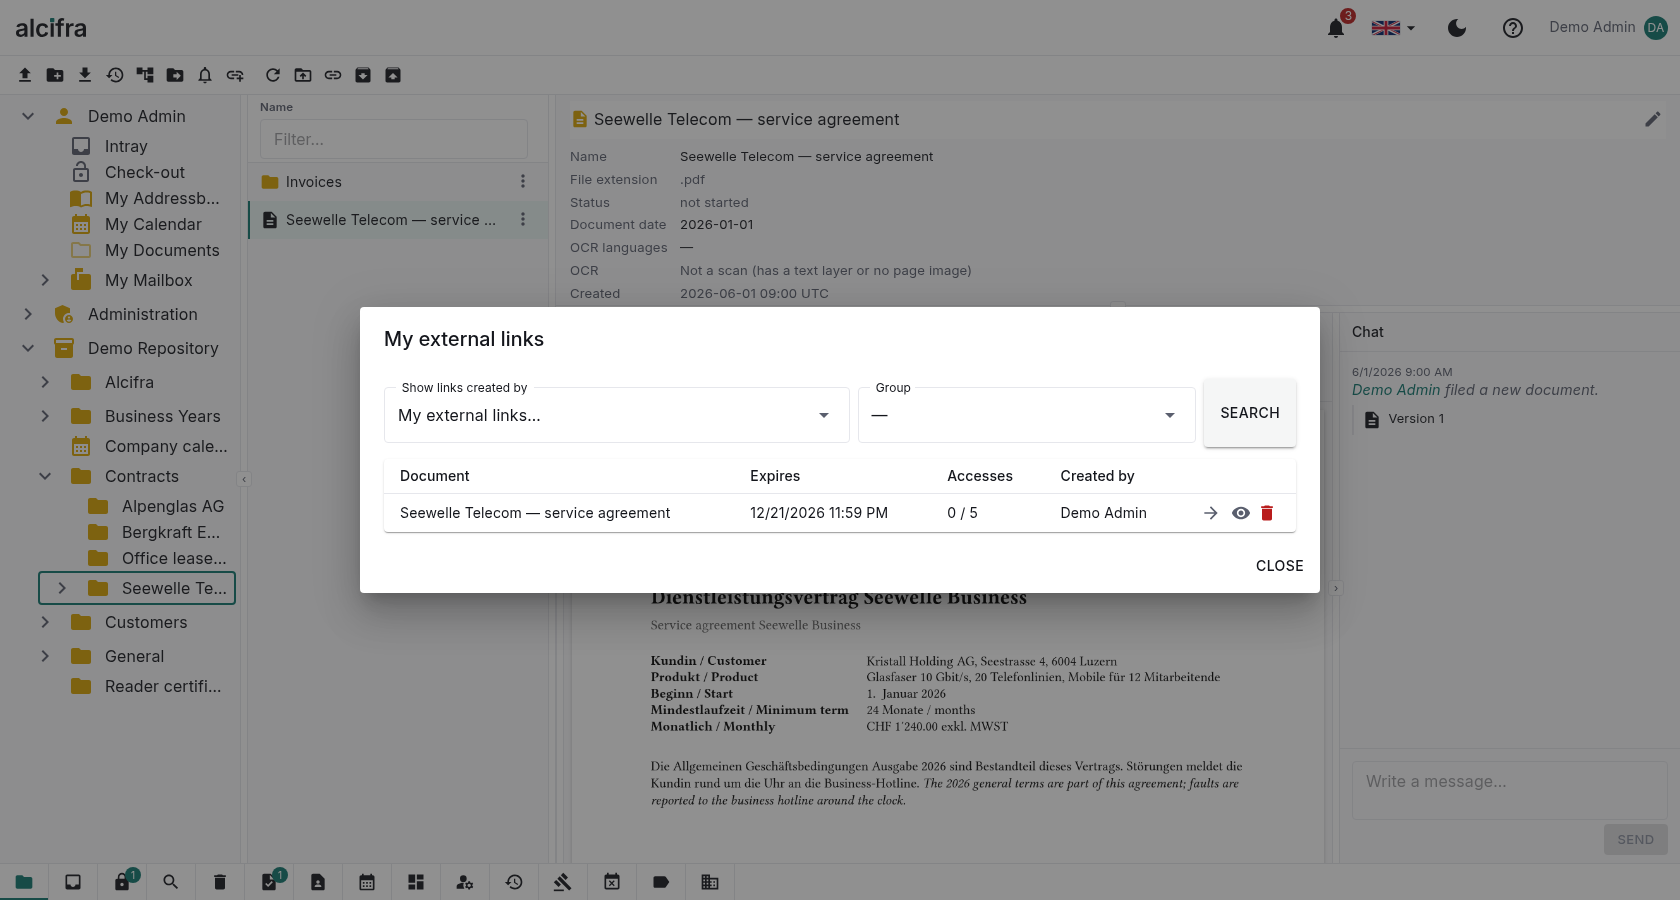 alcifra
3
Demo Admin
DA
Demo Admin
Intray
Check-out
My Addressb...
My Calendar
My Documents
My Mailbox
Administration
Demo Repository
Alcifra
Business Years
Company cale...
Contracts
Alpenglas AG
Bergkraft E...
Office lease...
Seewelle Te...
Customers
General
Reader certifi...
Name
Filter...
Invoices
Seewelle Telecom — service ...
Seewelle Telecom — service agreement
Name Seewelle Telecom — service agreement
File extension .pdf
Status not started
Document date 2026-01-01
OCR languages —
OCR Not a scan (has a text layer or no page image)
Created 2026-06-01 09:00 UTC
My external links
Show links created by
My external links...
Group
—
SEARCH
Document Expires Accesses Created by
Seewelle Telecom — service agreement 12/21/2026 11:59 PM 0 / 5 Demo Admin
CLOSE
Dienstleistungsvertrag Seewelle Business
Service agreement Seewelle Business
Kundin / Customer Kristall Holding AG, Seestrasse 4, 6004 Luzern
Produkt / Product Glasfaser 10 Gbit/s, 20 Telefonlinien, Mobile für 12 Mitarbeitende
Beginn / Start 1. Januar 2026
Mindestlaufzeit / Minimum term 24 Monate / months
Monatlich / Monthly CHF 1'240.00 exkl. MWST
Die Allgemeinen Geschäftsbedingungen Ausgabe 2026 sind Bestandteil dieses Vertrags. Störungen meldet die
Kundin rund um die Uhr an die Business-Hotline. The 2026 general terms are part of this agreement; faults are
reported to the business hotline around the clock.
Chat
6/1/2026 9:00 AM
Demo Admin filed a new document.
Version 1
Write a message...
SEND
1
1